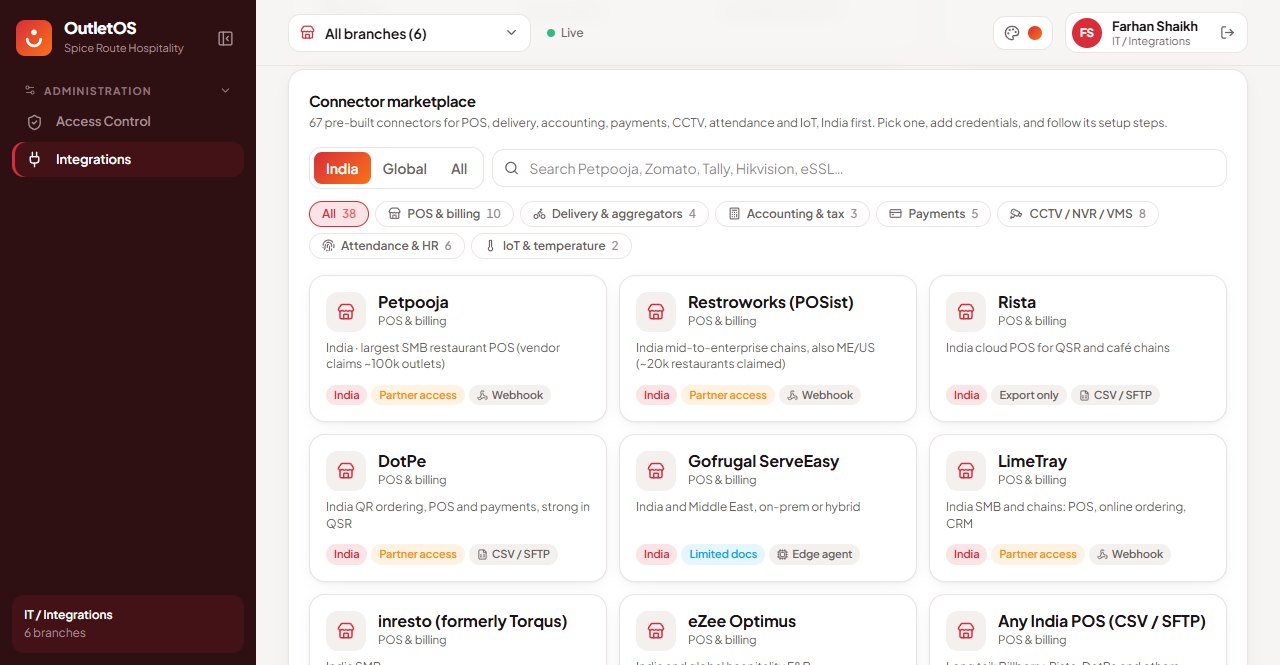 OutletOS
Spice Route Hospitality
ADMINISTRATION
Access Control
Integrations
IT / Integrations
6 branches
All branches (6)
Live
FS
Farhan Shaikh
IT / Integrations
Connector marketplace
67 pre-built connectors for POS, delivery, accounting, payments, CCTV, attendance and IoT, India first. Pick one, add credentials, and follow its setup steps.
India
Global
All
Search Petpooja, Zomato, Tally, Hikvision, eSSL…
All 38
POS & billing 10
Delivery & aggregators 4
Accounting & tax 3
Payments 5
CCTV / NVR / VMS 8
Attendance & HR 6
IoT & temperature 2
Petpooja
POS & billing
India · largest SMB restaurant POS (vendor
claims ~100k outlets)
India
Partner access
Webhook
Restroworks (POSist)
POS & billing
India mid-to-enterprise chains, also ME/US
(~20k restaurants claimed)
India
Partner access
Webhook
Rista
POS & billing
India cloud POS for QSR and café chains
India
Export only
CSV / SFTP
DotPe
POS & billing
India QR ordering, POS and payments, strong in
QSR
India
Partner access
CSV / SFTP
Gofrugal ServeEasy
POS & billing
India and Middle East, on-prem or hybrid
India
Limited docs
Edge agent
LimeTray
POS & billing
India SMB and chains: POS, online ordering,
CRM
India
Partner access
Webhook
inresto (formerly Torqus)
POS & billing
India SMB
eZee Optimus
POS & billing
India and global hospitality F&B
Any India POS (CSV / SFTP)
POS & billing